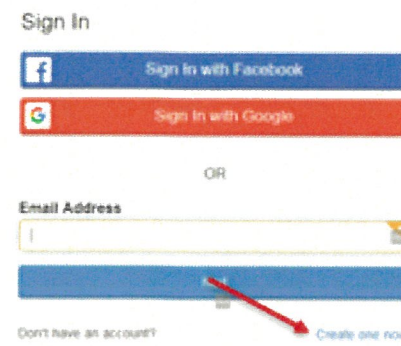 Sign In
Sign In with Facebook
Sign In with Google
OR
Email Address
Don't have an account?
Create one now